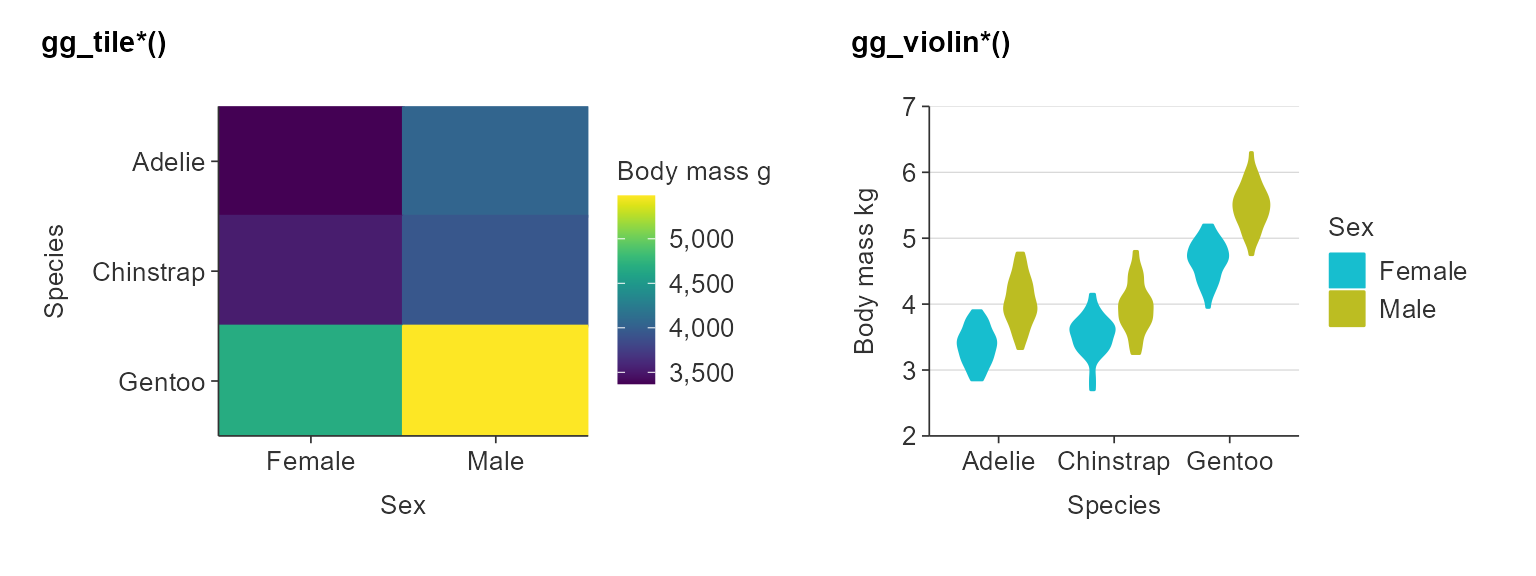 gg_tile*()
Species
Adelie
Chinstrap
Gentoo
Female
Male
Sex
Body mass g
5,000
4,500
4,000
3,500
gg_violin*()
Body mass kg
7
6
5
4
3
2
Adelie
Chinstrap
Gentoo
Species
Sex
Female
Male